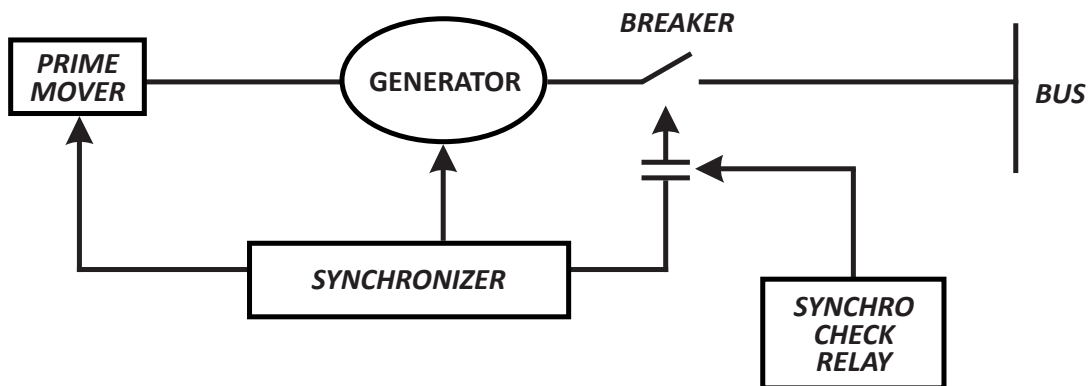 BREAKER
PRIME
MOVER
GENERATOR
BUS
SYNCHRONIZER
SYNCHRO
CHECK
RELAY